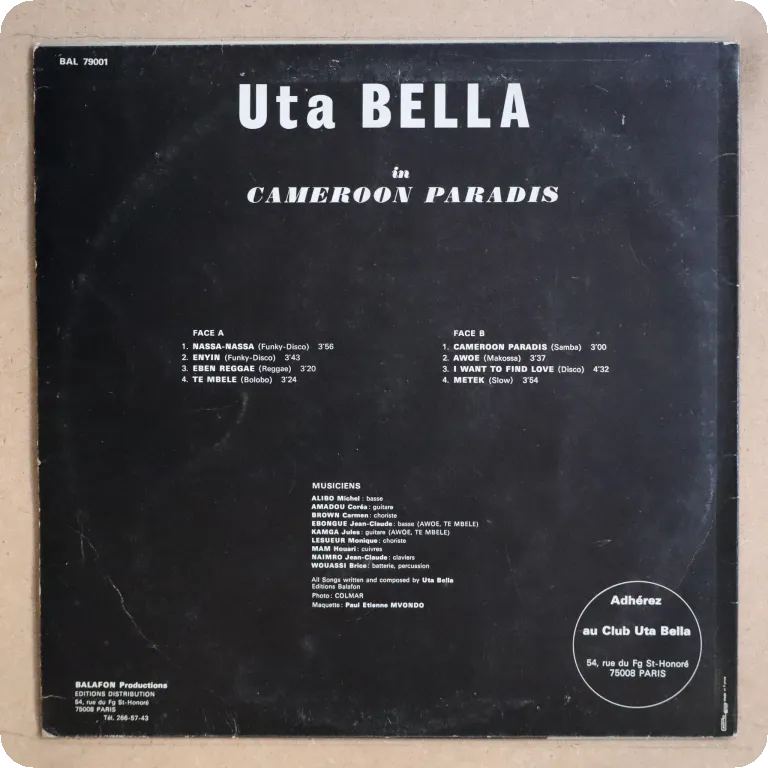 BAL 79001
Uta BELLA
in
CAMEROON PARADIS
FACE A
1. NASSA-NASSA (Funky-Disco) 3'56
2. ENYIN (Funky-Disco) 3'43
3. EBEN REGGAE (Reggae) 3'20
4. TE MBELE (Bolobo) 3'24
FACE B
1. CAMEROON PARADIS (Samba) 3'00
2. AWOE (Makossa) 3'37
3. I WANT TO FIND LOVE (Disco) 4'32
4. METEK (Slow) 3'54
MUSICIENS
ALIBO Michel : basse
AMADOU Coréa : guitare
BROWN Carmen : choriste
EBONGUE Jean-Claude : basse (AWOE, TE MBELE)
KAMGA Jules : guitare (AWOE, TE MBELE)
LESUEUR Monique : choriste
MAM Houari : cuivres
NAIMRO Jean-Claude : claviers
WOUASSI Brice : batterie, percussion
All Songs written and composed by Uta Bella
Editions Balafon
Photo : COLMAR
Maquette : Paul Etienne MVONDO
Adhérez
au Club Uta Bella
54, rue du Fg St-Honoré
75008 PARIS
BALAFON Productions
EDITIONS DISTRIBUTION
54, rue du Fg St-Honoré
75008 PARIS
Tél. 266-57-43